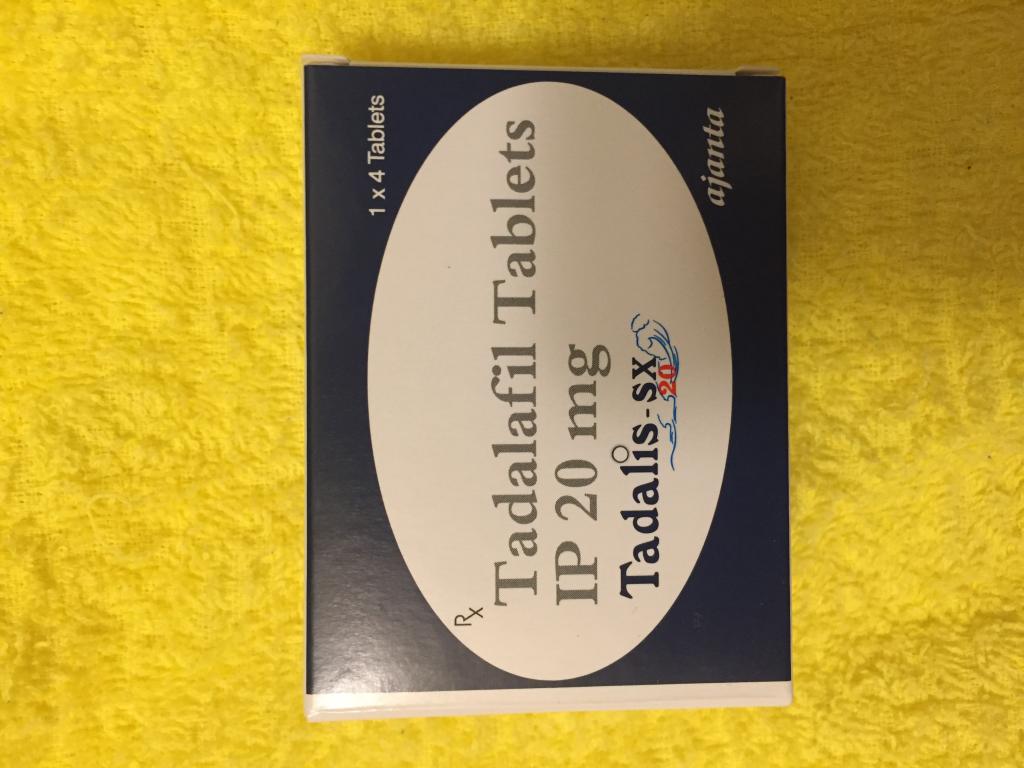 1 x 4 Tablets
Rx
Tadalafil Tablets
IP 20 mg
Tadalis-sx
20
ajanta